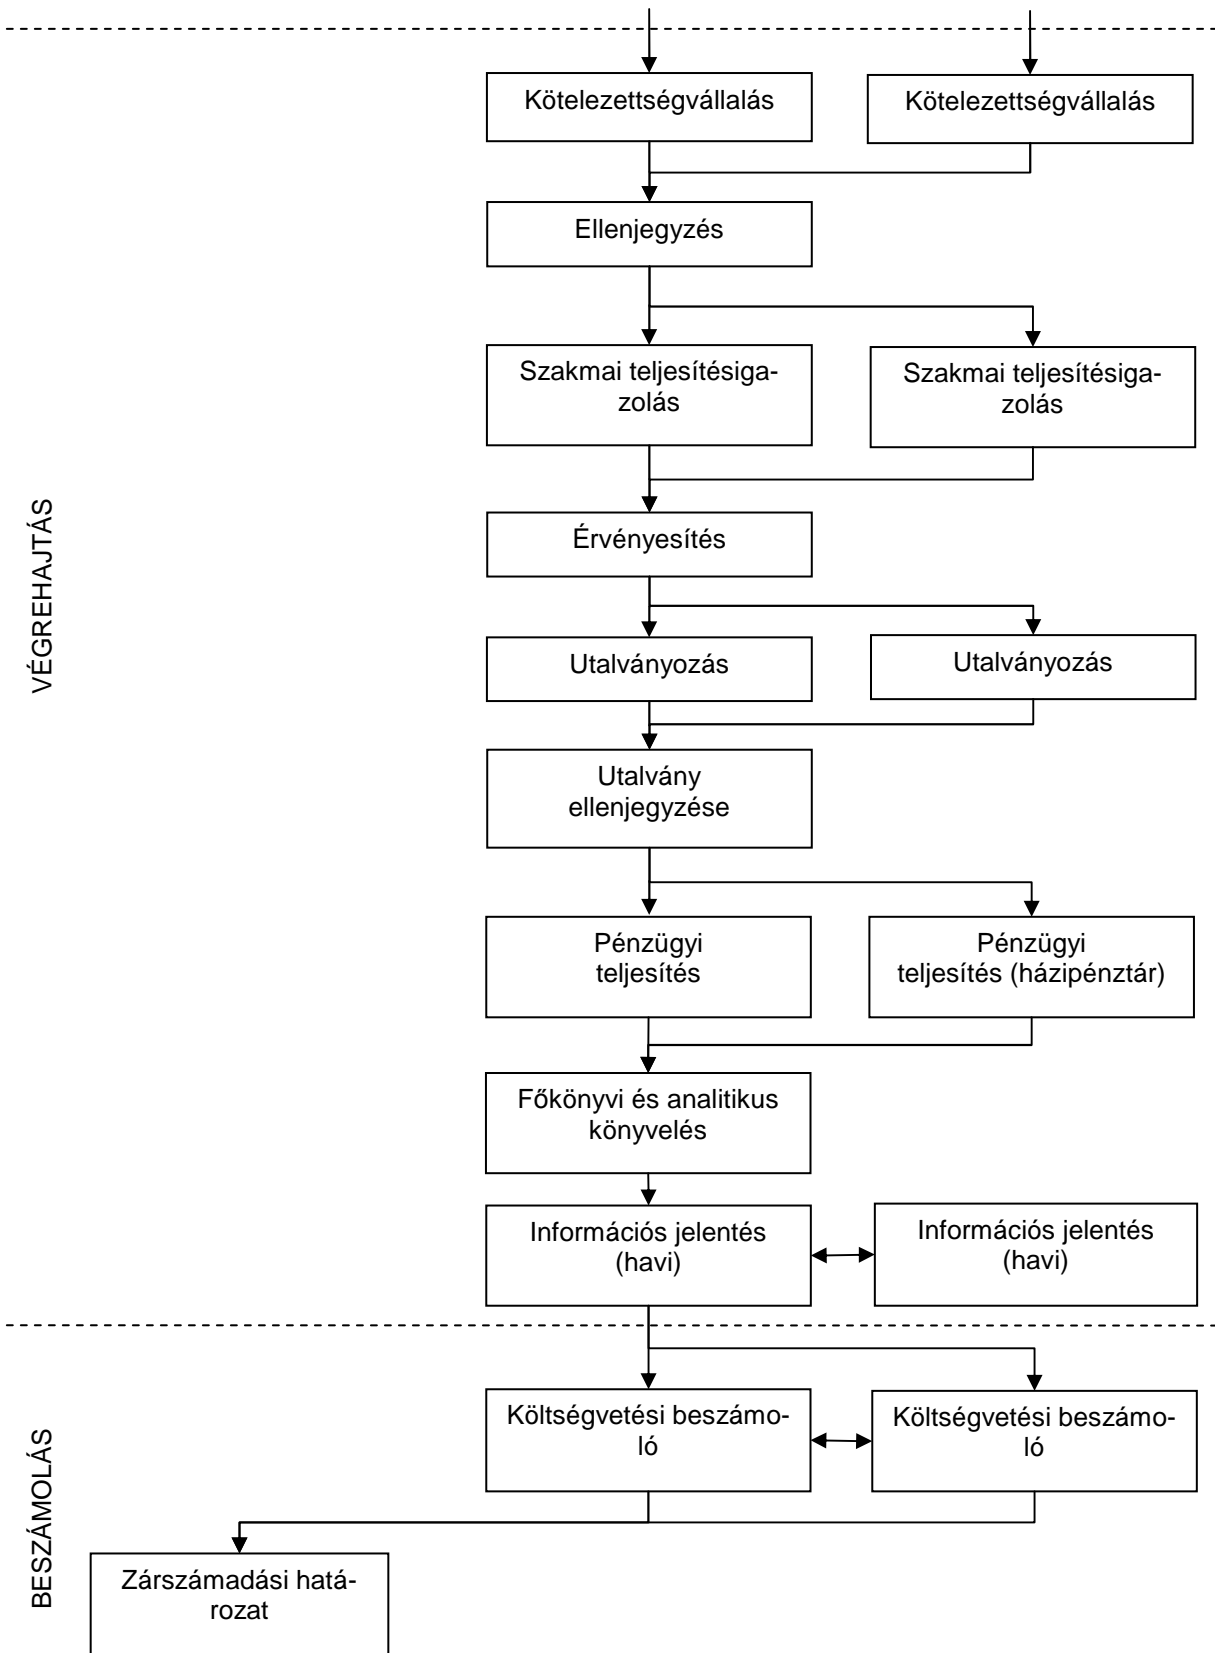 Kötelezettségvállalás
Kötelezettségvállalás
Ellenjegyzés
Szakmai teljesítésiga-
zolás
Szakmai teljesítésiga-
zolás
VÉGREHAJTÁS
Érvényesítés
Utalványozás
Utalványozás
Utalvány
ellenjegyzése
Pénzügyi
teljesítés
Pénzügyi
teljesítés (házipénztár)
Főkönyvi és analitikus
könyvelés
Információs jelentés
(havi)
Információs jelentés
(havi)
BESZÁMOLÁS
Költségvetési beszámo-
ló
Költségvetési beszámo-
ló
Zárszámadási hatá-
rozat